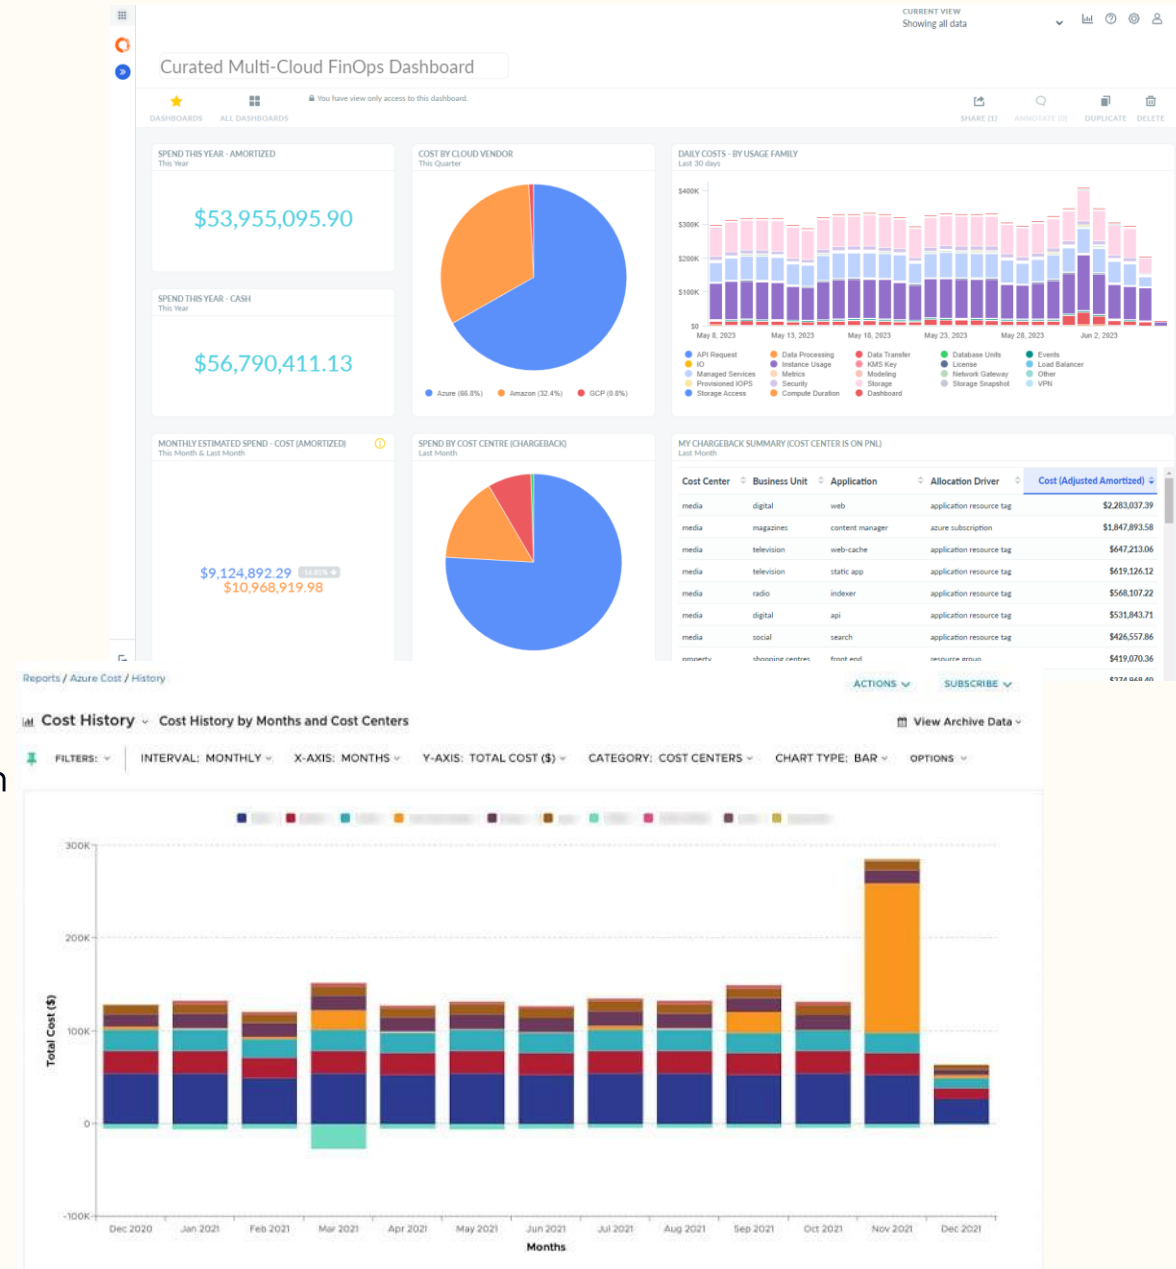 CURRENT VIEW
Showing all data
Curated Multi-Cloud FinOps Dashboard
DASHBOARDS
ALL DASHBOARDS
You have view only access to this dashboard.
SHARE (1)
ANNOTATE (0)
DUPLICATE
DELETE
SPEND THIS YEAR - AMORTIZED
This Year
$53,955,095.90
SPEND THIS YEAR - CASH
This Year
$56,790,411.13
COST BY CLOUD VENDOR
This Quarter
Azure (66.8%) Amazon (32.4%) GCP (0.8%)
DAILY COSTS - BY USAGE FAMILY
Last 30 days
$400K
$300K
$200K
$100K
$0
May 8, 2023 May 13, 2023 May 18, 2023 May 23, 2023 May 28, 2023 Jun 2, 2023
API Request Data Processing Data Transfer Database Units Events
IO Instance Usage KMS Key License Load Balancer
Managed Services Metrics Modeling Network Gateway Other
Provisioned IOPS Security Storage Storage Snapshot VPN
Storage Access Compute Duration Dashboard
MONTHLY ESTIMATED SPEND - COST (AMORTIZED)
This Month & Last Month
$9,124,892.29
$10,968,919.98
SPEND BY COST CENTRE (CHARGEBACK)
Last Month
MY CHARGEBACK SUMMARY (COST CENTER IS ON PNL)
Last Month
Cost Center Business Unit Application Allocation Driver Cost (Adjusted Amortized)
media digital web application resource tag $2,283,037.39
media magazines content manager azure subscription $1,847,893.58
media television web-cache application resource tag $647,213.06
media television static app application resource tag $619,126.12
media radio indexer application resource tag $568,107.22
media digital api application resource tag $531,843.71
media social search application resource tag $426,557.86
property shopping centres front end resource group $419,070.36
n
Reports / Azure Cost / History
ACTIONS
SUBSCRIBE
Cost History Cost History by Months and Cost Centers
View Archive Data
FILTERS: INTERVAL: MONTHLY X-AXIS: MONTHS Y-AXIS: TOTAL COST ($) CATEGORY: COST CENTERS CHART TYPE: BAR OPTIONS
300K
200K
100K
0
-100K
Total Cost ($)
Dec 2020 Jan 2021 Feb 2021 Mar 2021 Apr 2021 May 2021 Jun 2021 Jul 2021 Aug 2021 Sep 2021 Oct 2021 Nov 2021 Dec 2021
Months